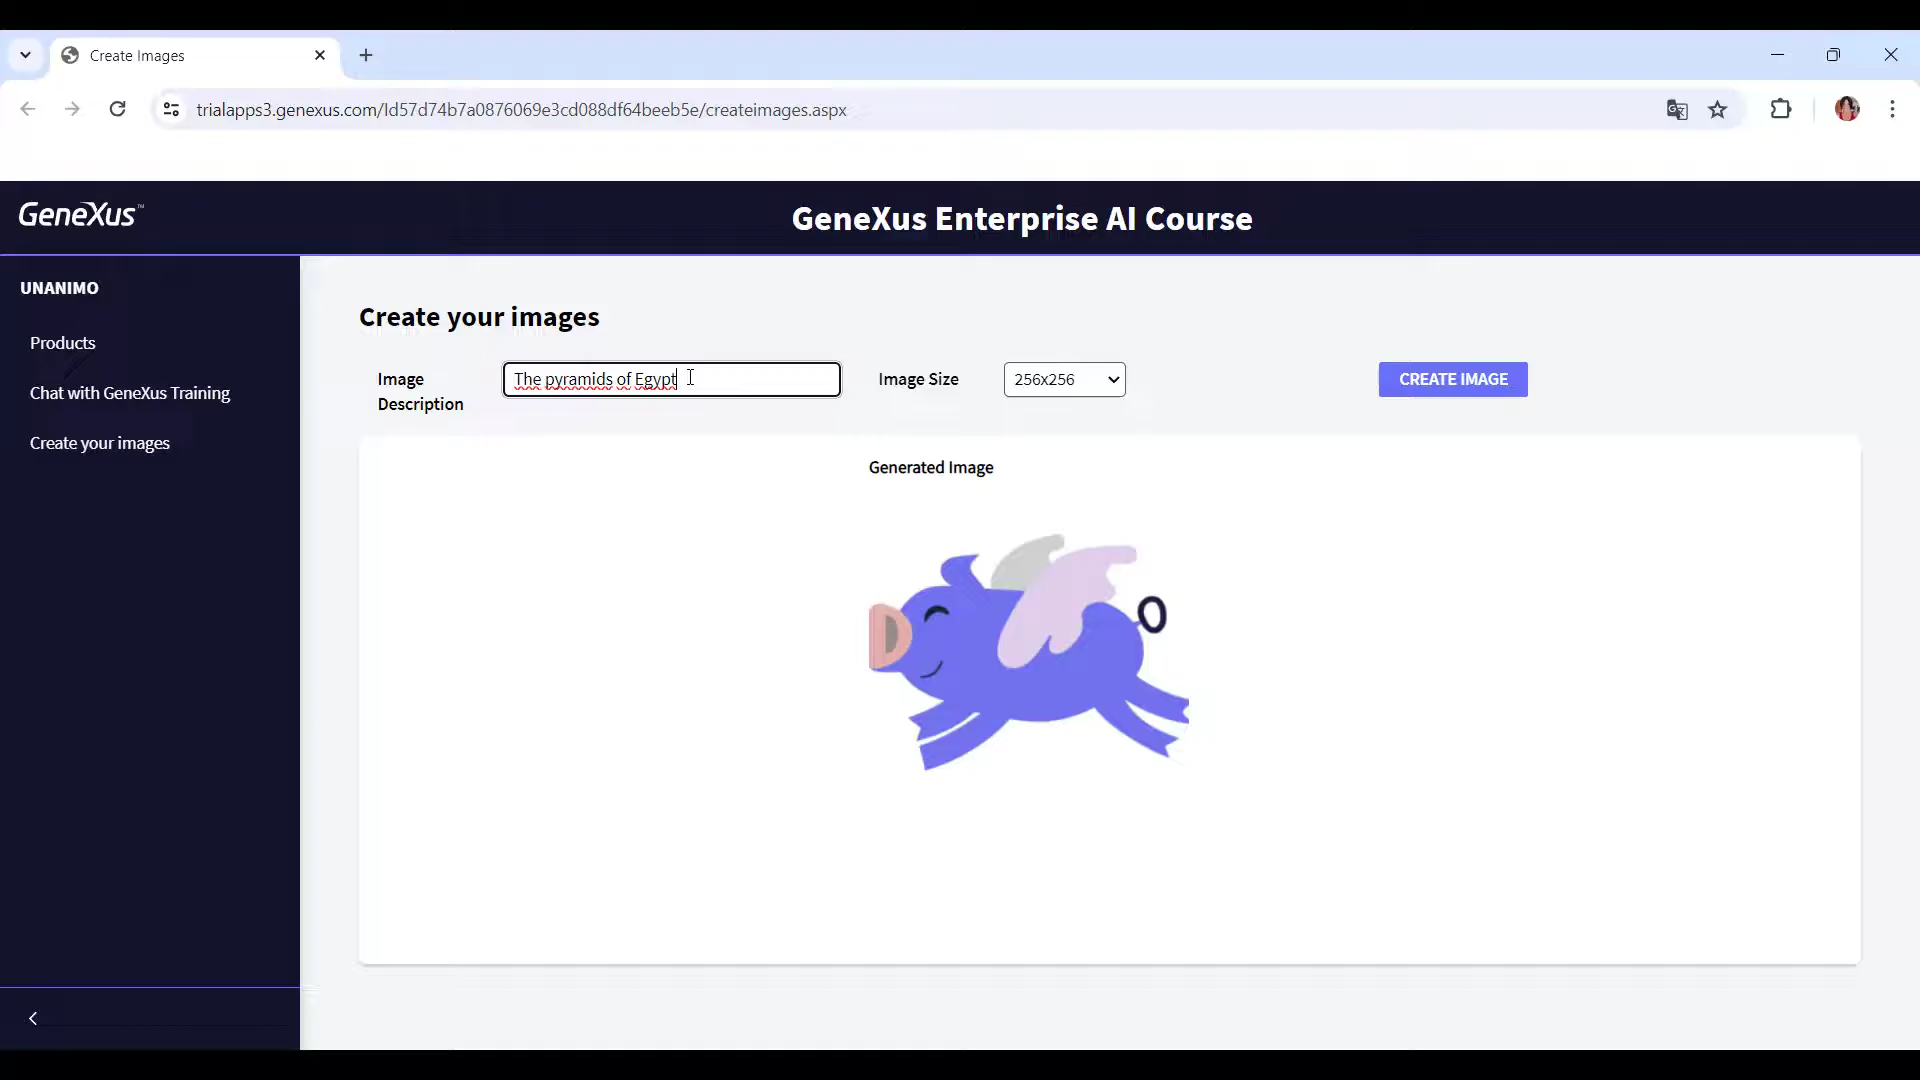 Create Images
trialapps3.genexus.com/Id57d74b7a0876069e3cd088df64beeb5e/createimages.aspx
GeneXus™
GeneXus Enterprise AI Course
UNANIMO
Products
Chat with GeneXus Training
Create your images
Create your images
Image Description
The pyramids of Egypt
Image Size
256x256
CREATE IMAGE
Generated Image